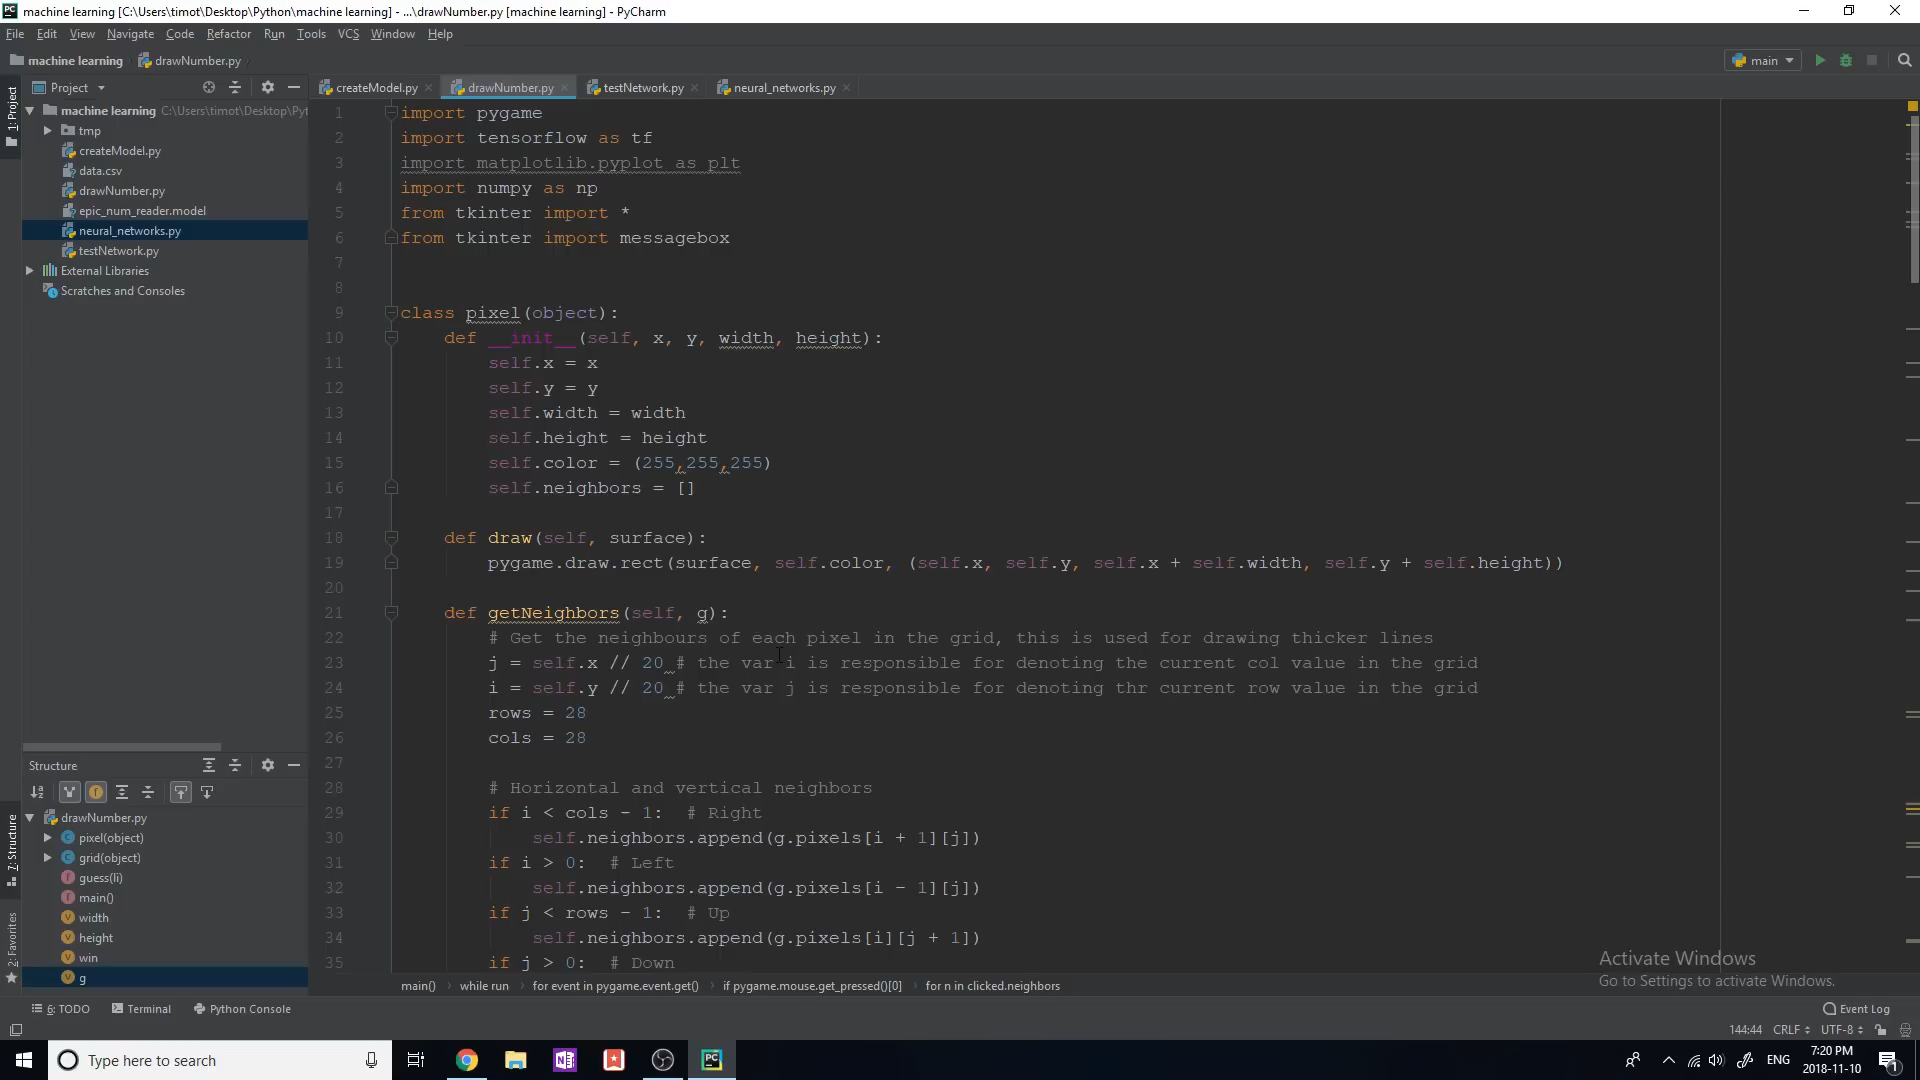 machine learning [C:\Users\timot\Desktop\Python\machine learning] - ...\drawNumber.py [machine learning] - PyCharm
File Edit View Navigate Code Refactor Run Tools VCS Window Help
machine learning drawNumber.py main
Project createModel.py drawNumber.py testNetwork.py neural_networks.py
1: Project
machine learning C:\Users\timot\Desktop\Pyt
tmp
createModel.py
data.csv
drawNumber.py
epic_num_reader.model
neural_networks.py
testNetwork.py
External Libraries
Scratches and Consoles
1 import pygame
2 import tensorflow as tf
3 import matplotlib.pyplot as plt
4 import numpy as np
5 from tkinter import *
6 from tkinter import messagebox
7
8
9 class pixel(object):
10 def __init__(self, x, y, width, height):
11 self.x = x
12 self.y = y
13 self.width = width
14 self.height = height
15 self.color = (255,255,255)
16 self.neighbors = []
17
18 def draw(self, surface):
19 pygame.draw.rect(surface, self.color, (self.x, self.y, self.x + self.width, self.y + self.height))
20
21 def getNeighbors(self, g):
22 # Get the neighbours of each pixel in the grid, this is used for drawing thicker lines
23 j = self.x // 20 # the var i is responsible for denoting the current col value in the grid
24 i = self.y // 20 # the var j is responsible for denoting thr current row value in the grid
25 rows = 28
26 cols = 28
27
28 # Horizontal and vertical neighbors
29 if i < cols - 1: # Right
30 self.neighbors.append(g.pixels[i + 1][j])
31 if i > 0: # Left
32 self.neighbors.append(g.pixels[i - 1][j])
33 if j < rows - 1: # Up
34 self.neighbors.append(g.pixels[i][j + 1])
35 if j > 0: # Down
Structure
7: Structure
2: Favorites
drawNumber.py
pixel(object)
grid(object)
guess(li)
main()
width
height
win
g
main() while run for event in pygame.event.get() if pygame.mouse.get_pressed()[0] for n in clicked.neighbors
Activate Windows
Go to Settings to activate Windows.
6: TODO Terminal Python Console Event Log
144:44 CRLF UTF-8
Type here to search
ENG
7:20 PM
2018-11-10
1